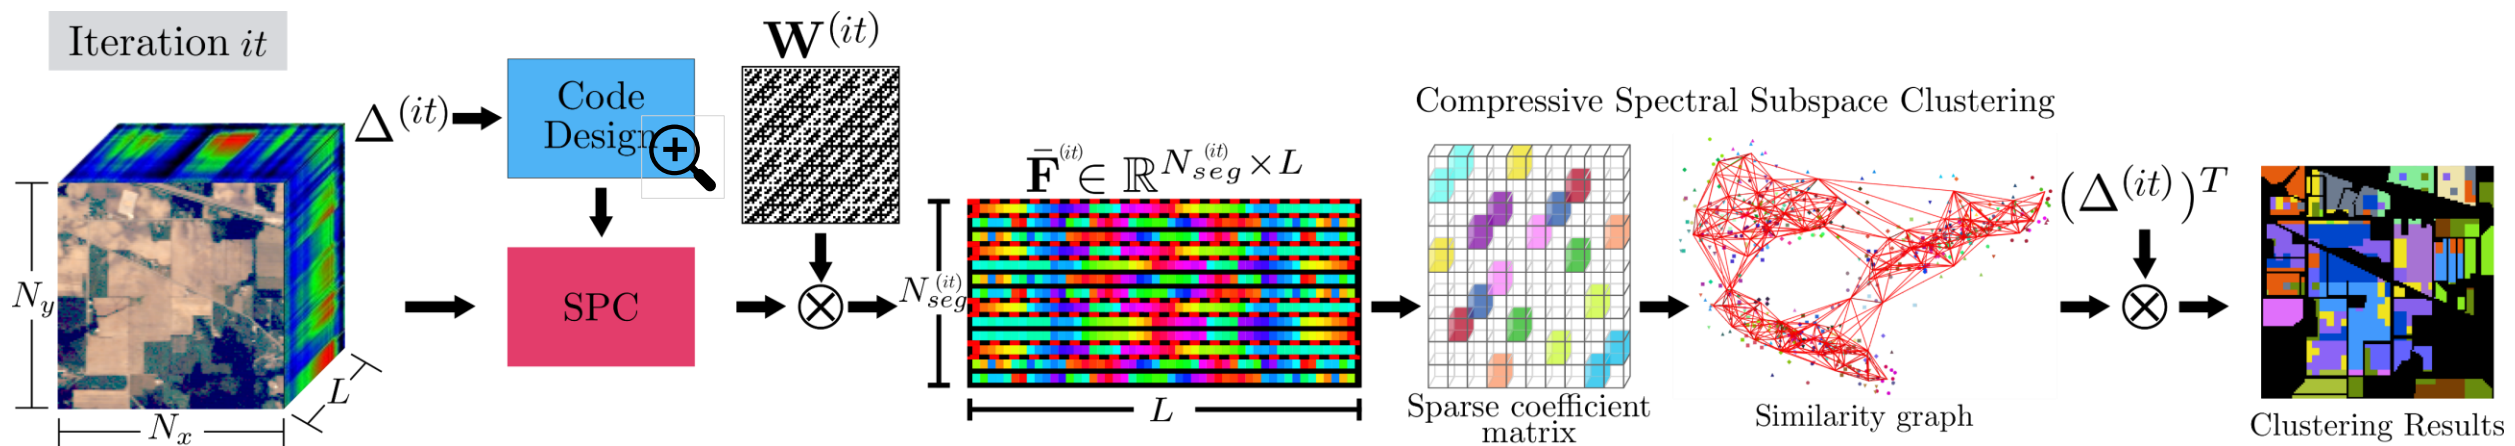 Iteration it
Δ^(it)
Code
Design
W^(it)
SPC
N_y
N_x
L
F̄^(it) ∈ ℝ^(N_seg^(it) × L)
N_seg^(it)
L
Compressive Spectral Subspace Clustering
Sparse coefficient
matrix
Similarity graph
(Δ^(it))^T
Clustering Results